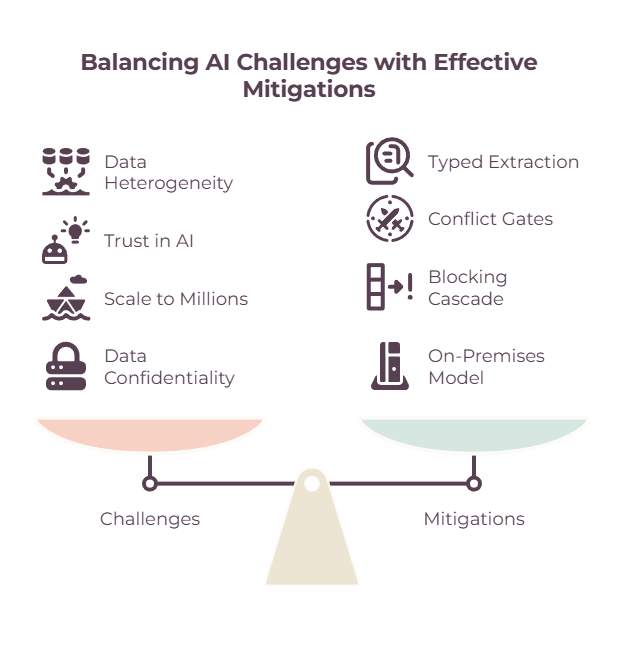 Balancing AI Challenges with Effective
Mitigations
Data
Heterogeneity
Trust in AI
Scale to Millions
Data
Confidentiality
Typed Extraction
Conflict Gates
Blocking
Cascade
On-Premises
Model
Challenges
Mitigations